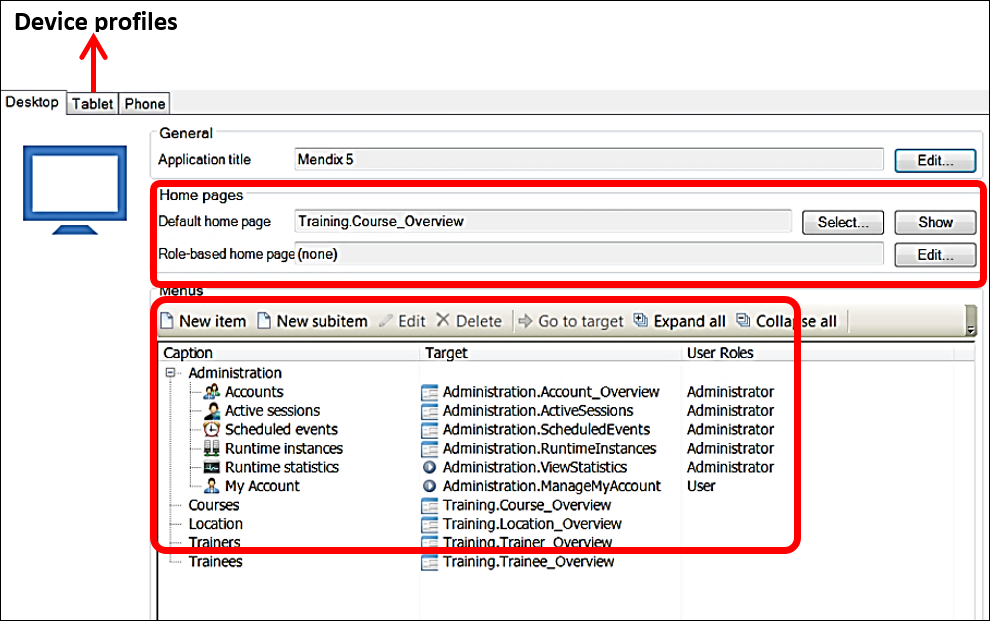 Device profiles
Desktop Tablet Phone
General
Application title Mendix 5 Edit...
Home pages
Default home page Training.Course_Overview Select... Show
Role-based home page (none) Edit...
Menus
New item New subitem Edit Delete Go to target Expand all Collapse all
Caption Target User Roles
Administration
Accounts Administration.Account_Overview Administrator
Active sessions Administration.ActiveSessions Administrator
Scheduled events Administration.ScheduledEvents Administrator
Runtime instances Administration.RuntimeInstances Administrator
Runtime statistics Administration.ViewStatistics Administrator
My Account Administration.ManageMyAccount User
Courses Training.Course_Overview
Location Training.Location_Overview
Trainers Training.Trainer_Overview
Trainees Training.Trainee_Overview